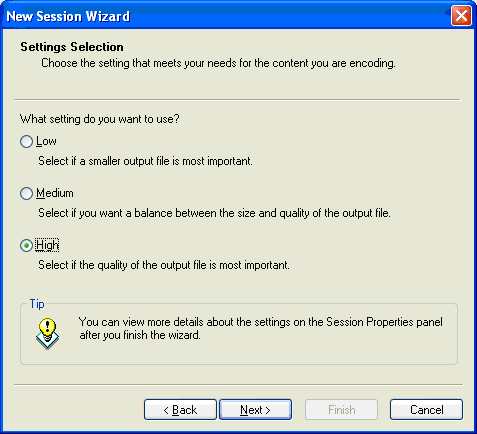 New Session Wizard
Settings Selection
Choose the setting that meets your needs for the content you are encoding.
What setting do you want to use?
Low
Select if a smaller output file is most important.
Medium
Select if you want a balance between the size and quality of the output file.
High
Select if the quality of the output file is most important.
Tip
You can view more details about the settings on the Session Properties panel
after you finish the wizard.
< Back
Next >
Finish
Cancel